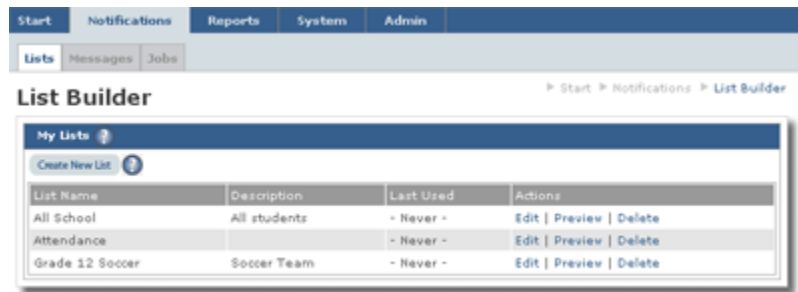 Start Notifications Reports System Admin
Lists Messages Jobs
List Builder
Start Notifications List Builder
My Lists ?
Create New List ?
List Name Description Last Used Actions
All School All students - Never - Edit | Preview | Delete
Attendance - Never - Edit | Preview | Delete
Grade 12 Soccer Soccer Team - Never - Edit | Preview | Delete